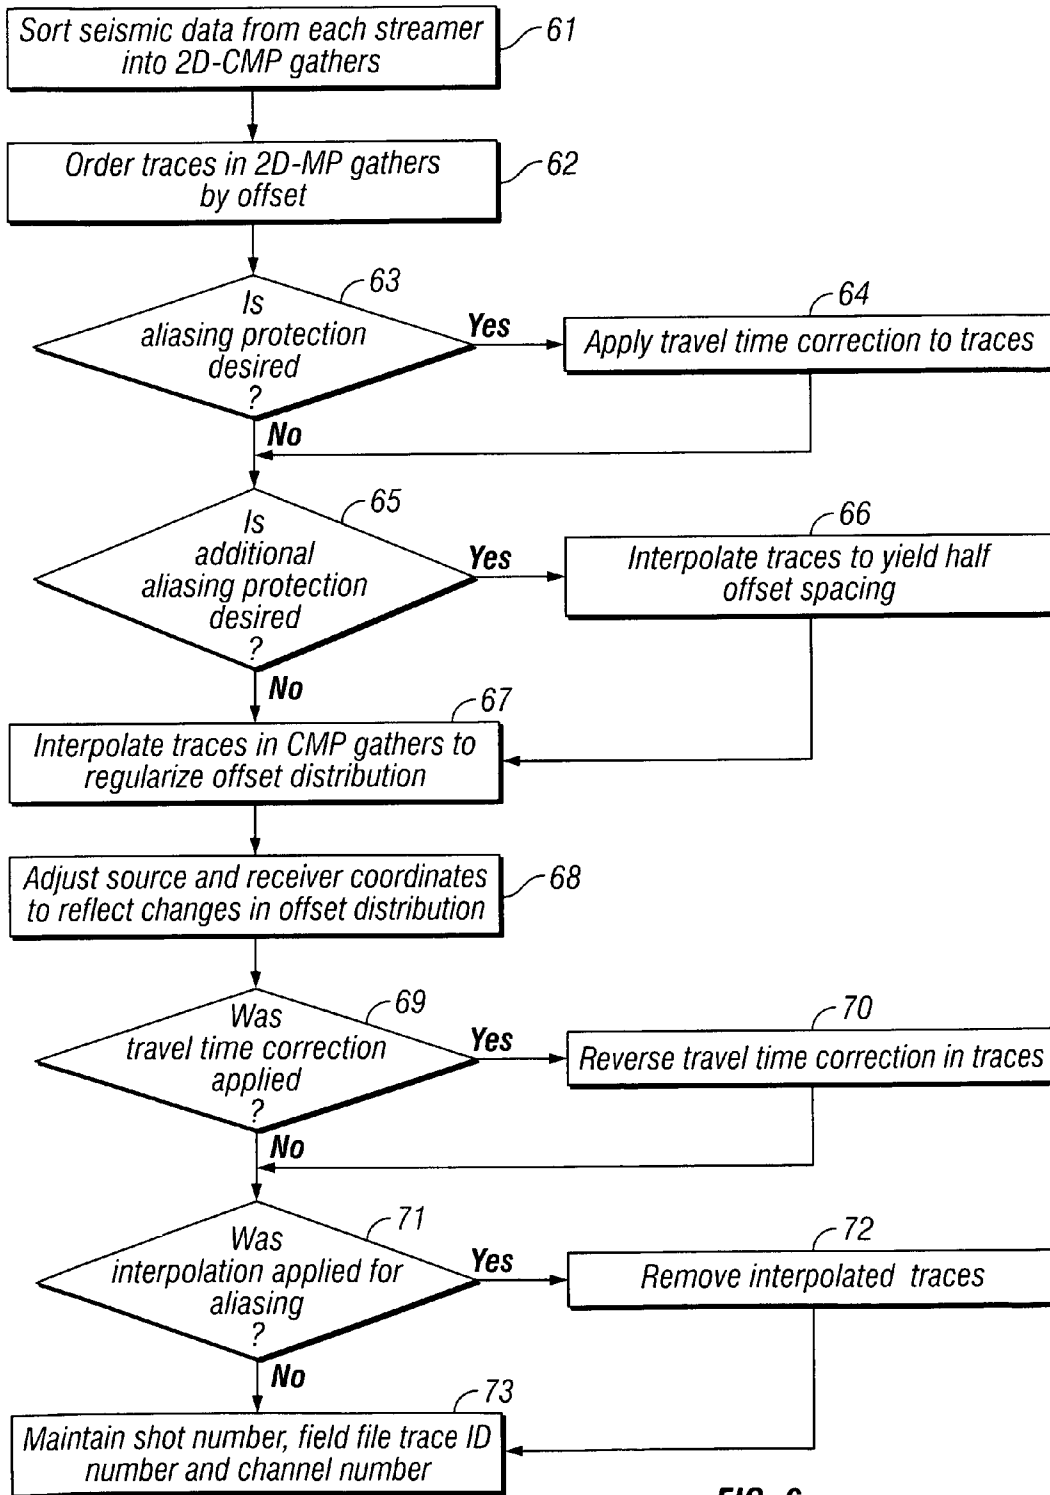 Sort seismic data from each streamer
into 2D-CMP gathers
61
Order traces in 2D-MP gathers
by offset
62
63
Is
aliasing protection
desired
?
Yes
64
Apply travel time correction to traces
No
65
Is
additional
aliasing protection
desired
?
Yes
66
Interpolate traces to yield half
offset spacing
No
67
Interpolate traces in CMP gathers to
regularize offset distribution
Adjust source and receiver coordinates
to reflect changes in offset distribution
68
69
Was
travel time correction
applied
?
Yes
70
Reverse travel time correction in traces
No
71
Was
interpolation applied for
aliasing
?
Yes
72
Remove interpolated traces
No
73
Maintain shot number, field file trace ID
number and channel number